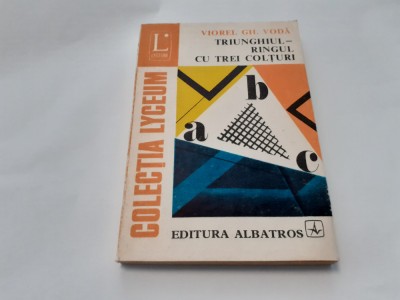 L
VIOREL GH. VODĂ
TRIUNGHIUL-
RINGUL
CU TREI COLȚURI
COLECȚIA LYCEUM
a
b
c
EDITURA ALBATROS